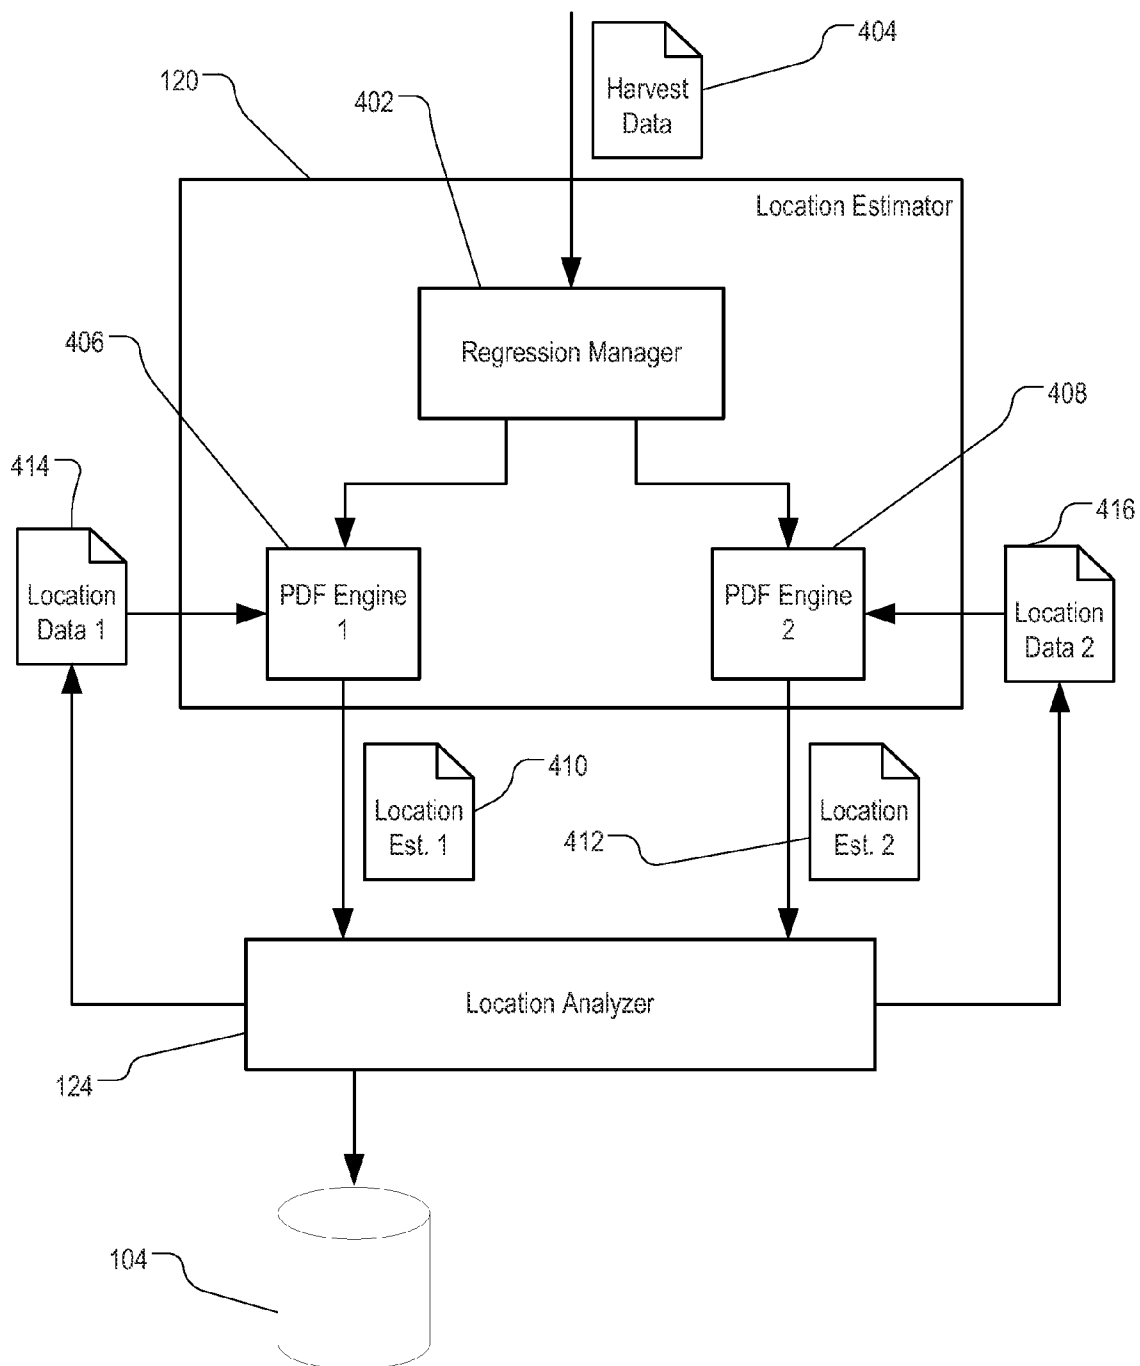 404
Harvest
Data
120
402
Location Estimator
Regression Manager
406
408
414
416
Location
Data 1
PDF Engine
1
PDF Engine
2
Location
Data 2
410
Location
Est. 1
412
Location
Est. 2
Location Analyzer
124
104